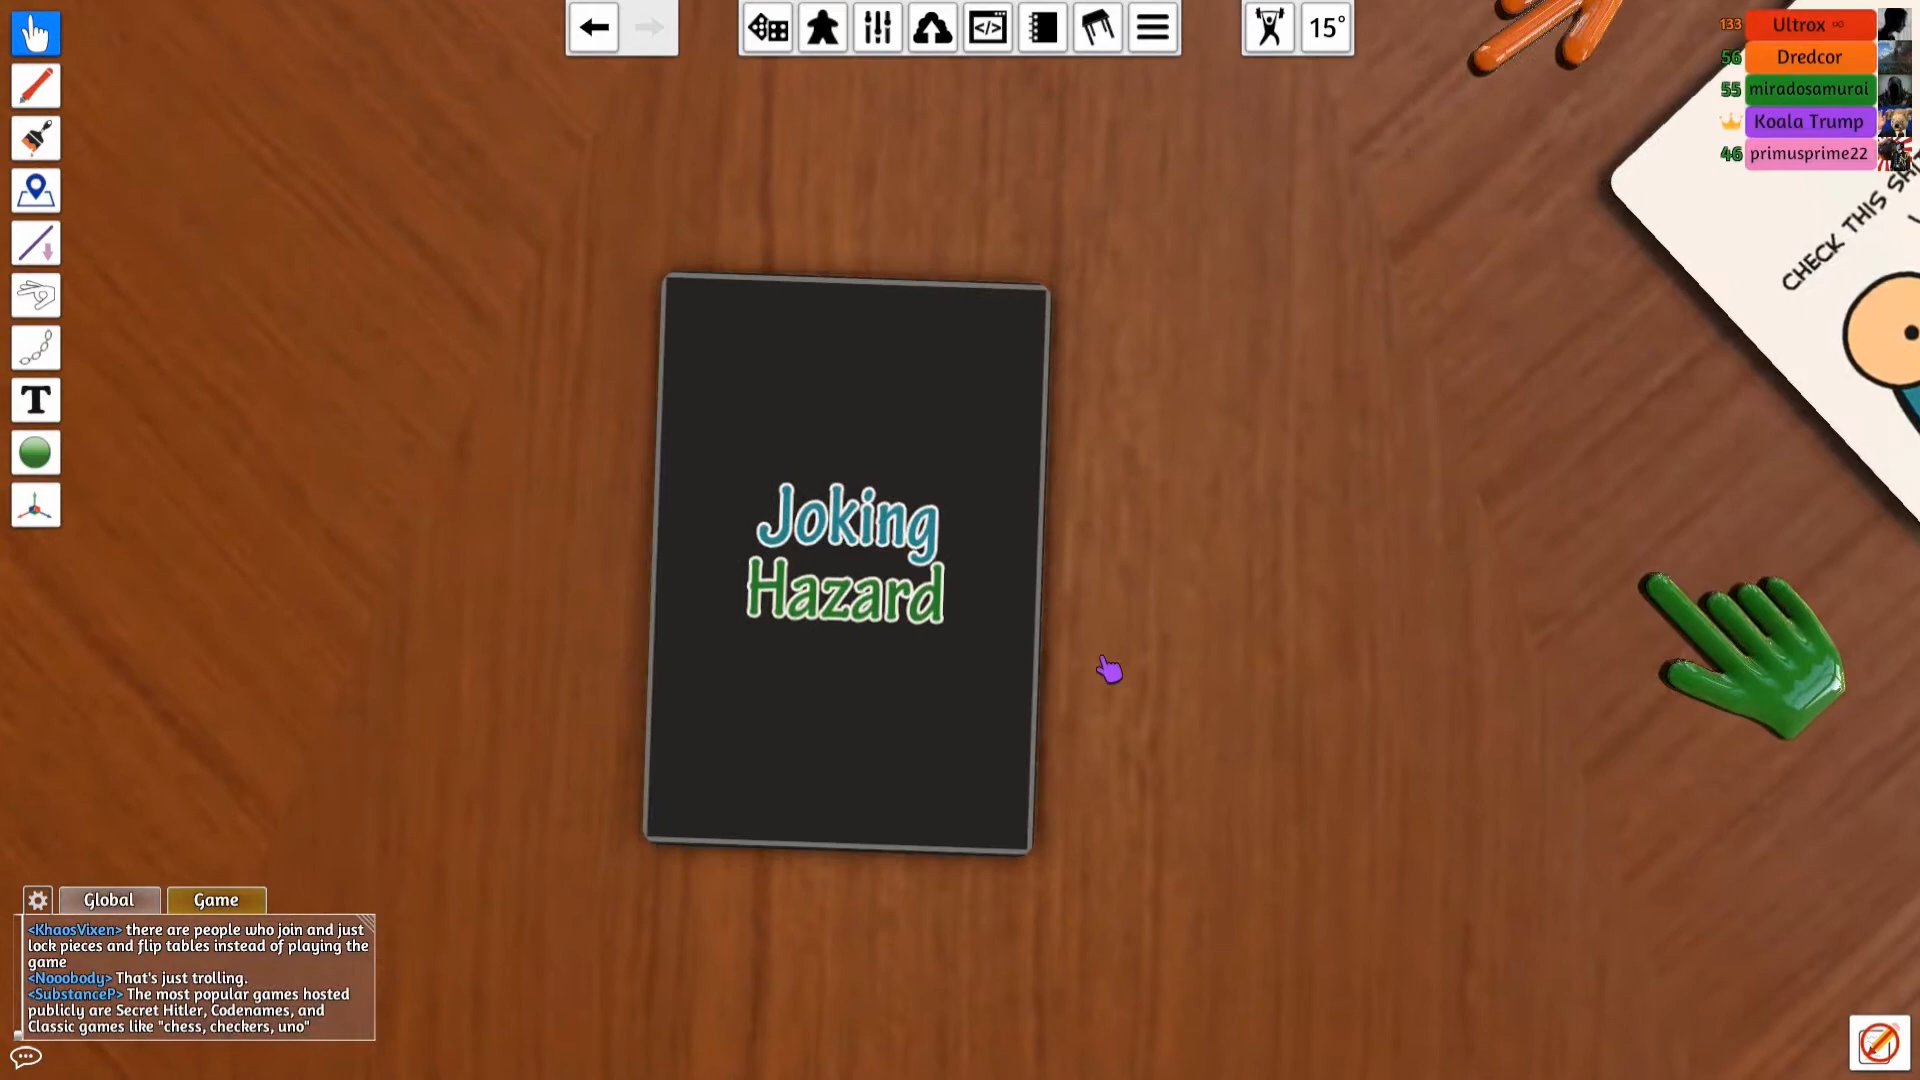 15°
133 Ultrox ∞
56 Dredcor
55 miradosamurai
Koala Trump
46 primusprime22
CHECK THIS
Joking
Hazard
T
Global
Game
<KhaosVixen> there are people who join and just
lock pieces and flip tables instead of playing the
game
<Nooobody> That's just trolling.
<SubstanceP> The most popular games hosted
publicly are Secret Hitler, Codenames, and
Classic games like "chess, checkers, uno"